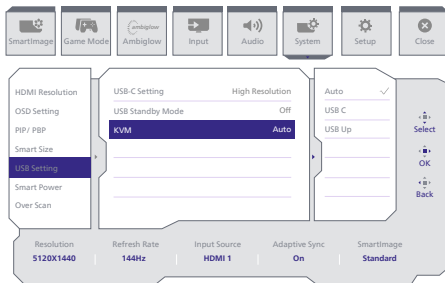 ambiglow
SmartImage Game Mode Ambiglow Input Audio System Setup Close
HDMI Resolution
OSD Setting
PIP/ PBP
Smart Size
USB Setting
Smart Power
Over Scan
USB-C Setting High Resolution
USB Standby Mode Off
KVM Auto
Auto
USB C
USB Up
Select
OK
Back
Resolution Refresh Rate Input Source Adaptive Sync SmartImage
5120X1440 144Hz HDMI 1 On Standard